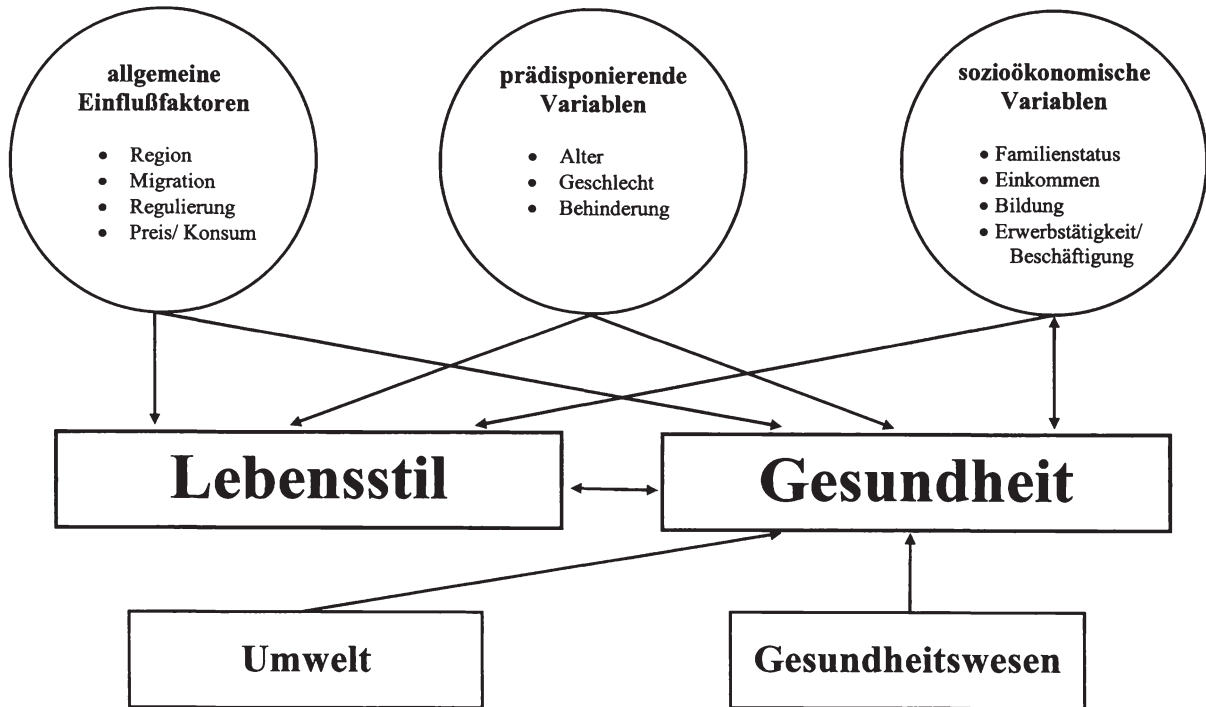 allgemeine
Einflußfaktoren
• Region
• Migration
• Regulierung
• Preis/ Konsum
prädisponierende
Variablen
• Alter
• Geschlecht
• Behinderung
sozioökonomische
Variablen
• Familienstatus
• Einkommen
• Bildung
• Erwerbstätigkeit/
Beschäftigung
Lebensstil
Gesundheit
Umwelt
Gesundheitswesen